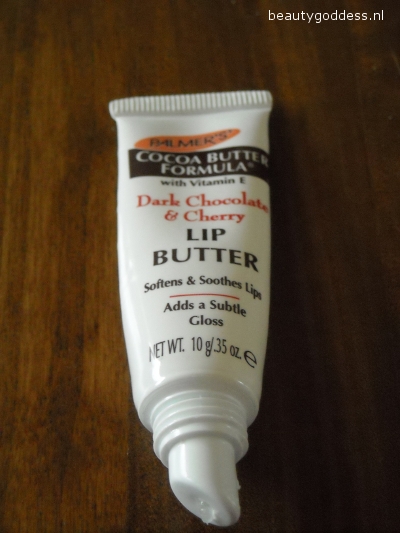 beautygoddess.nl
PALMER'S®
COCOA BUTTER
FORMULA®
with Vitamin E
Dark Chocolate
& Cherry
LIP
BUTTER
Softens & Soothes Lips
Adds a Subtle
Gloss
NET WT. 10 g/.35 oz. ℮